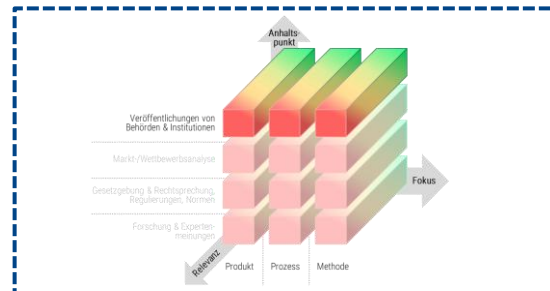 Anhalts-
punkt
Veröffentlichungen von
Behörden & Institutionen
Markt-/Wettbewerbsanalyse
Gesetzgebung & Rechtsprechung,
Regulierungen, Normen
Forschung & Experten-
meinungen
Fokus
Relevanz
Produkt
Prozess
Methode